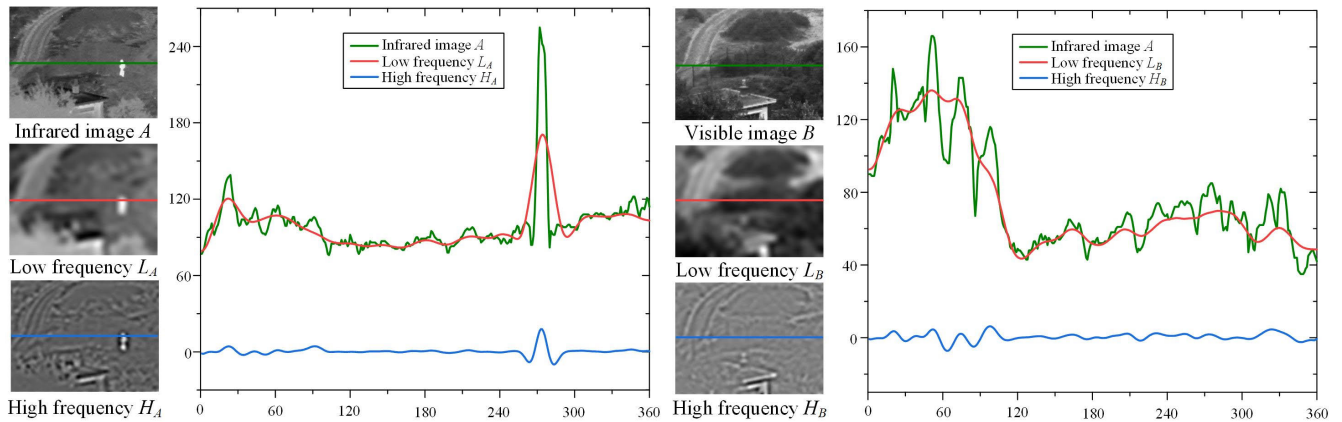 Infrared image A
Low frequency L_A
High frequency H_A
240
180
120
60
0
0 60 120 180 240 300 360
Infrared image A
Low frequency L_A
High frequency H_A
Visible image B
Low frequency L_B
High frequency H_B
160
120
80
40
0
0 60 120 180 240 300 360
Infrared image A
Low frequency L_B
High frequency H_B